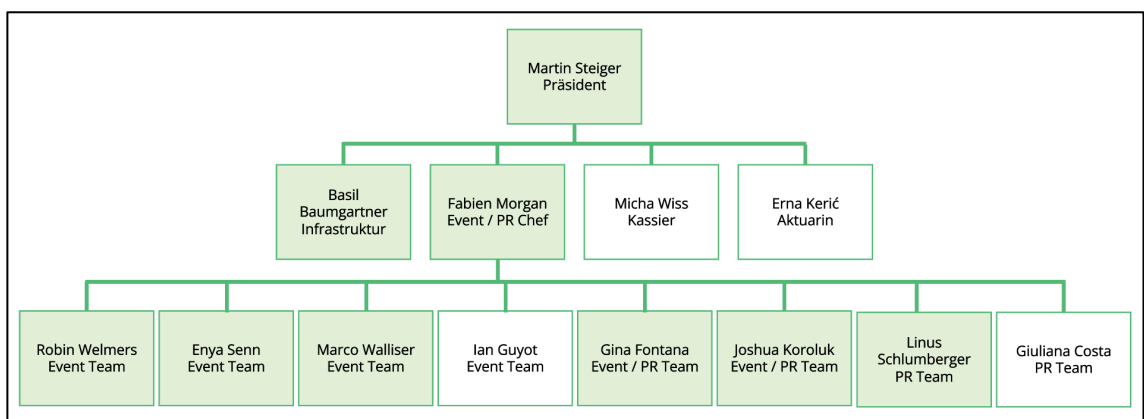 Martin Steiger
Präsident
Basil
Baumgartner
Infrastruktur
Fabien Morgan
Event / PR Chef
Micha Wiss
Kassier
Erna Kerić
Aktuarin
Robin Welmers
Event Team
Enya Senn
Event Team
Marco Walliser
Event Team
Ian Guyot
Event Team
Gina Fontana
Event / PR Team
Joshua Koroluk
Event / PR Team
Linus
Schlumberger
PR Team
Giuliana Costa
PR Team